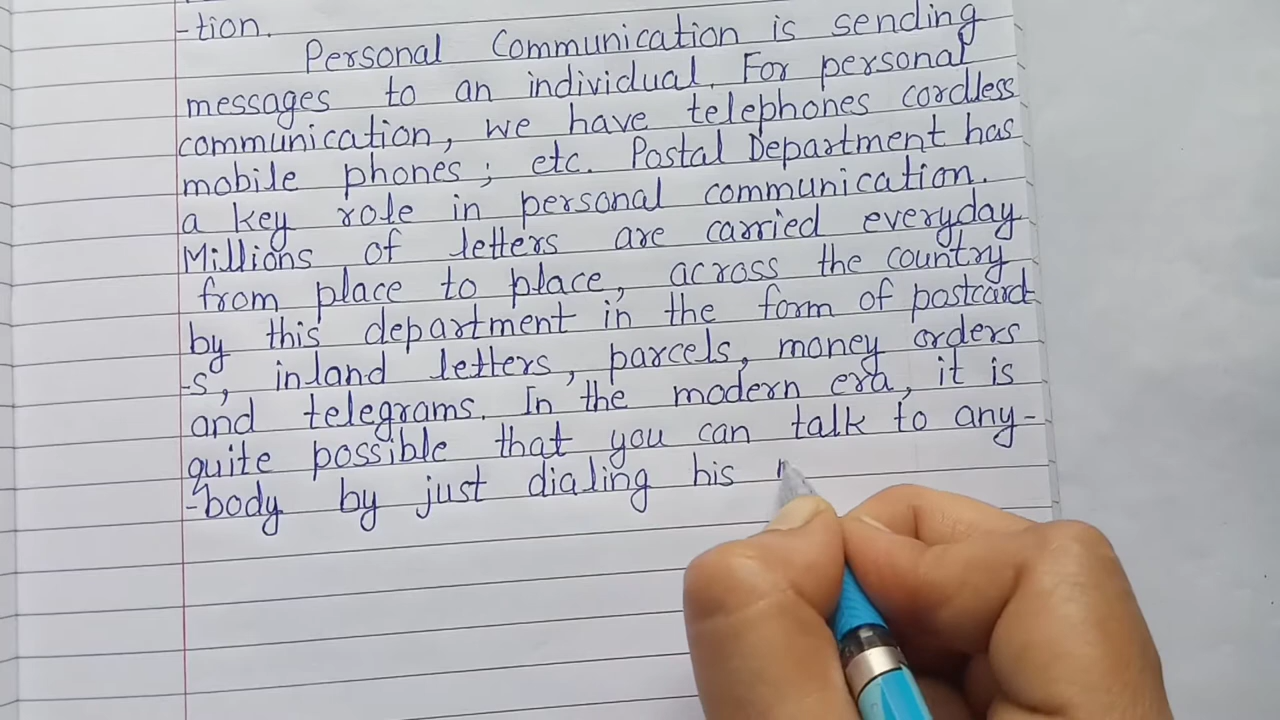 -tion.
Personal Communication is sending
messages to an individual. For personal
communication, we have telephones cordless
mobile phones; etc. Postal Department has
a key role in personal communication.
Millions of letters are carried everyday
from place to place, across the country
by this department in the form of postcard
-s, inland letters, parcels, money orders
and telegrams. In the modern era, it is
quite possible that you can talk to any-
-body by just dialing his